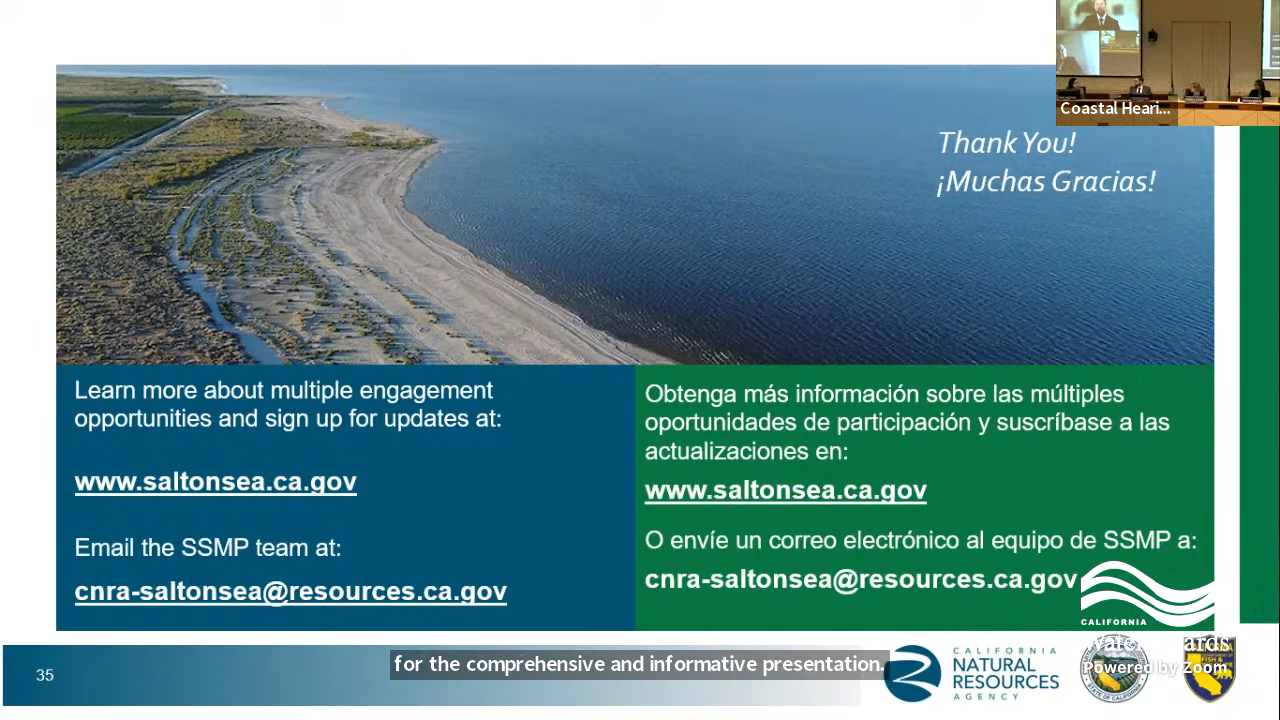 Coastal Heari...
Thank You!
¡Muchas Gracias!
Learn more about multiple engagement
opportunities and sign up for updates at:
www.saltonsea.ca.gov
Email the SSMP team at:
cnra-saltonsea@resources.ca.gov
Obtenga más información sobre las múltiples
oportunidades de participación y suscríbase a las
actualizaciones en:
www.saltonsea.ca.gov
O envíe un correo electrónico al equipo de SSMP a:
cnra-saltonsea@resources.ca.gov
CALIFORNIA
Powered by Zoom
for the comprehensive and informative presentation.
35
CALIFORNIA
NATURAL
RESOURCES
AGENCY